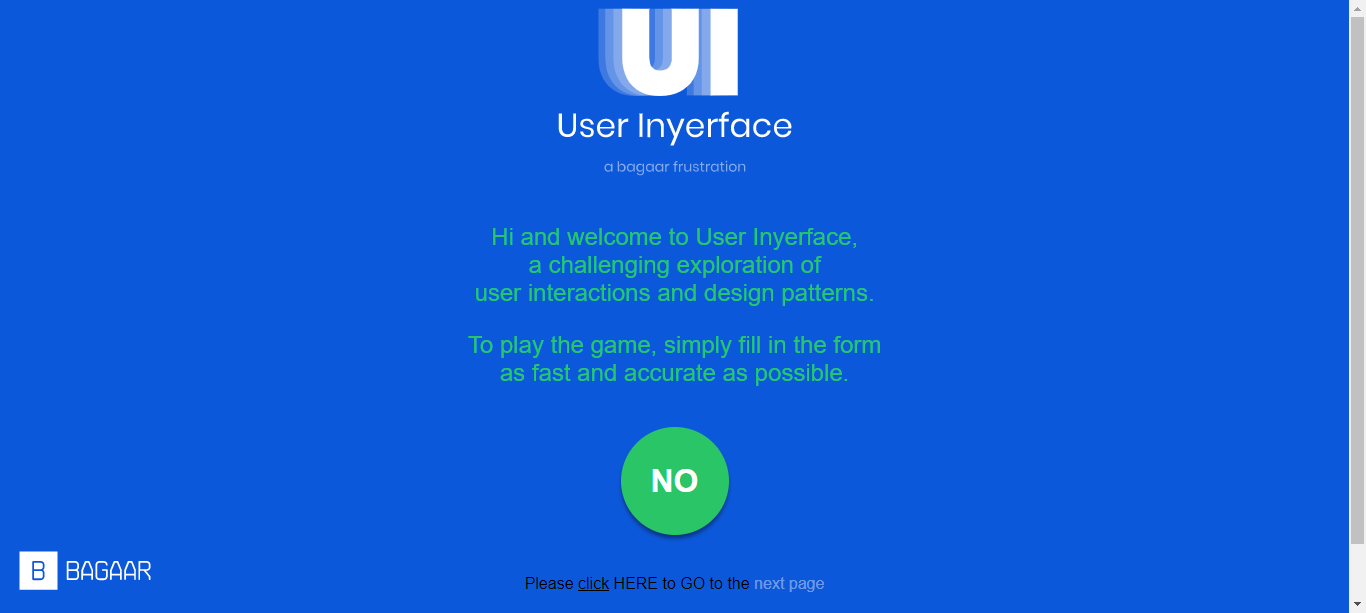 UI
User Inyerface
a bagaar frustration
Hi and welcome to User Inyerface,
a challenging exploration of
user interactions and design patterns.
To play the game, simply fill in the form
as fast and accurate as possible.
NO
B BAGAAR
Please click HERE to GO to the next page